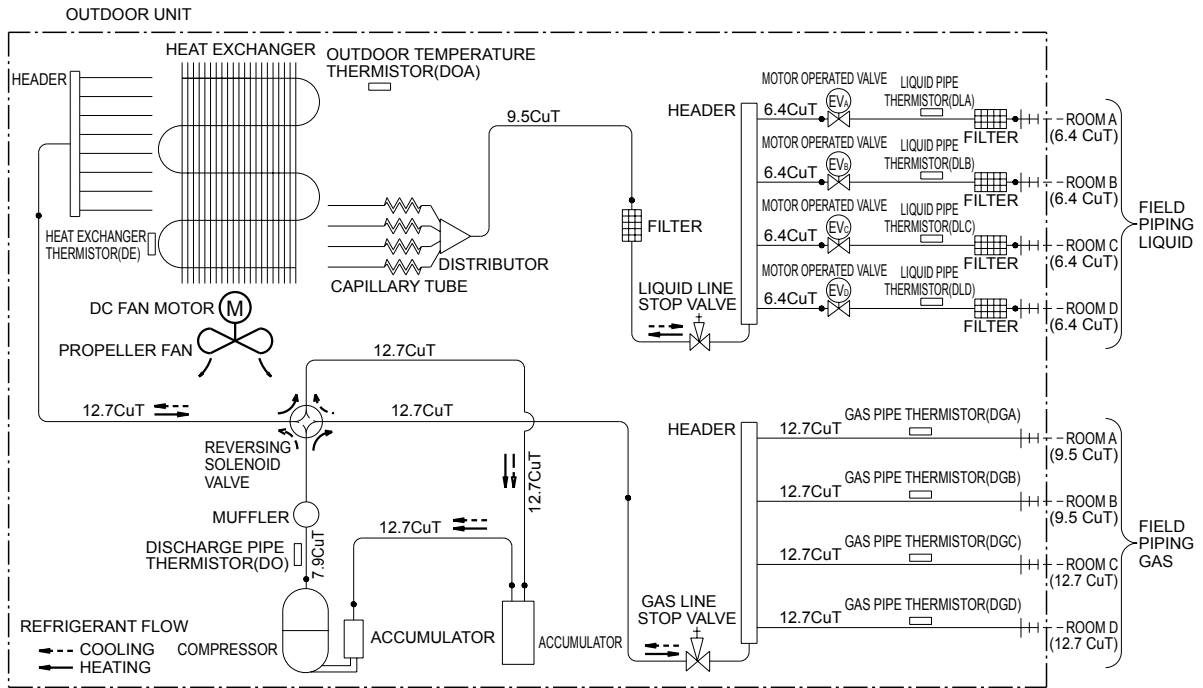 OUTDOOR UNIT
HEAT EXCHANGER
HEADER
OUTDOOR TEMPERATURE
THERMISTOR(DOA)
HEAT EXCHANGER
THERMISTOR(DE)
CAPILLARY TUBE
DISTRIBUTOR
9.5CuT
FILTER
LIQUID LINE
STOP VALVE
HEADER
MOTOR OPERATED VALVE
LIQUID PIPE
THERMISTOR(DLA)
6.4CuT
EVA
FILTER
ROOM A
(6.4 CuT)
MOTOR OPERATED VALVE
LIQUID PIPE
THERMISTOR(DLB)
6.4CuT
EVB
FILTER
ROOM B
(6.4 CuT)
MOTOR OPERATED VALVE
LIQUID PIPE
THERMISTOR(DLC)
6.4CuT
EVC
FILTER
ROOM C
(6.4 CuT)
MOTOR OPERATED VALVE
LIQUID PIPE
THERMISTOR(DLD)
6.4CuT
EVD
FILTER
ROOM D
(6.4 CuT)
FIELD
PIPING
LIQUID
DC FAN MOTOR
M
PROPELLER FAN
12.7CuT
12.7CuT
12.7CuT
REVERSING
SOLENOID
VALVE
12.7CuT
MUFFLER
12.7CuT
DISCHARGE PIPE
THERMISTOR(DO)
7.9CuT
COMPRESSOR
ACCUMULATOR
ACCUMULATOR
REFRIGERANT FLOW
COOLING
HEATING
GAS LINE
STOP VALVE
HEADER
GAS PIPE THERMISTOR(DGA)
12.7CuT
ROOM A
(9.5 CuT)
GAS PIPE THERMISTOR(DGB)
12.7CuT
ROOM B
(9.5 CuT)
GAS PIPE THERMISTOR(DGC)
12.7CuT
ROOM C
(12.7 CuT)
GAS PIPE THERMISTOR(DGD)
12.7CuT
ROOM D
(12.7 CuT)
FIELD
PIPING
GAS